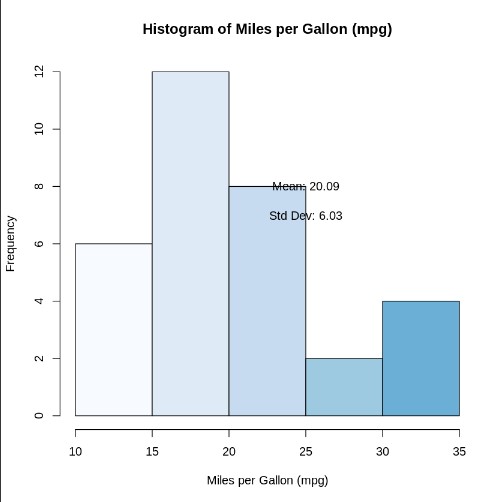 Histogram of Miles per Gallon (mpg)
12
10
8
6
4
2
0
Frequency
Mean: 20.09
Std Dev: 6.03
10 15 20 25 30 35
Miles per Gallon (mpg)